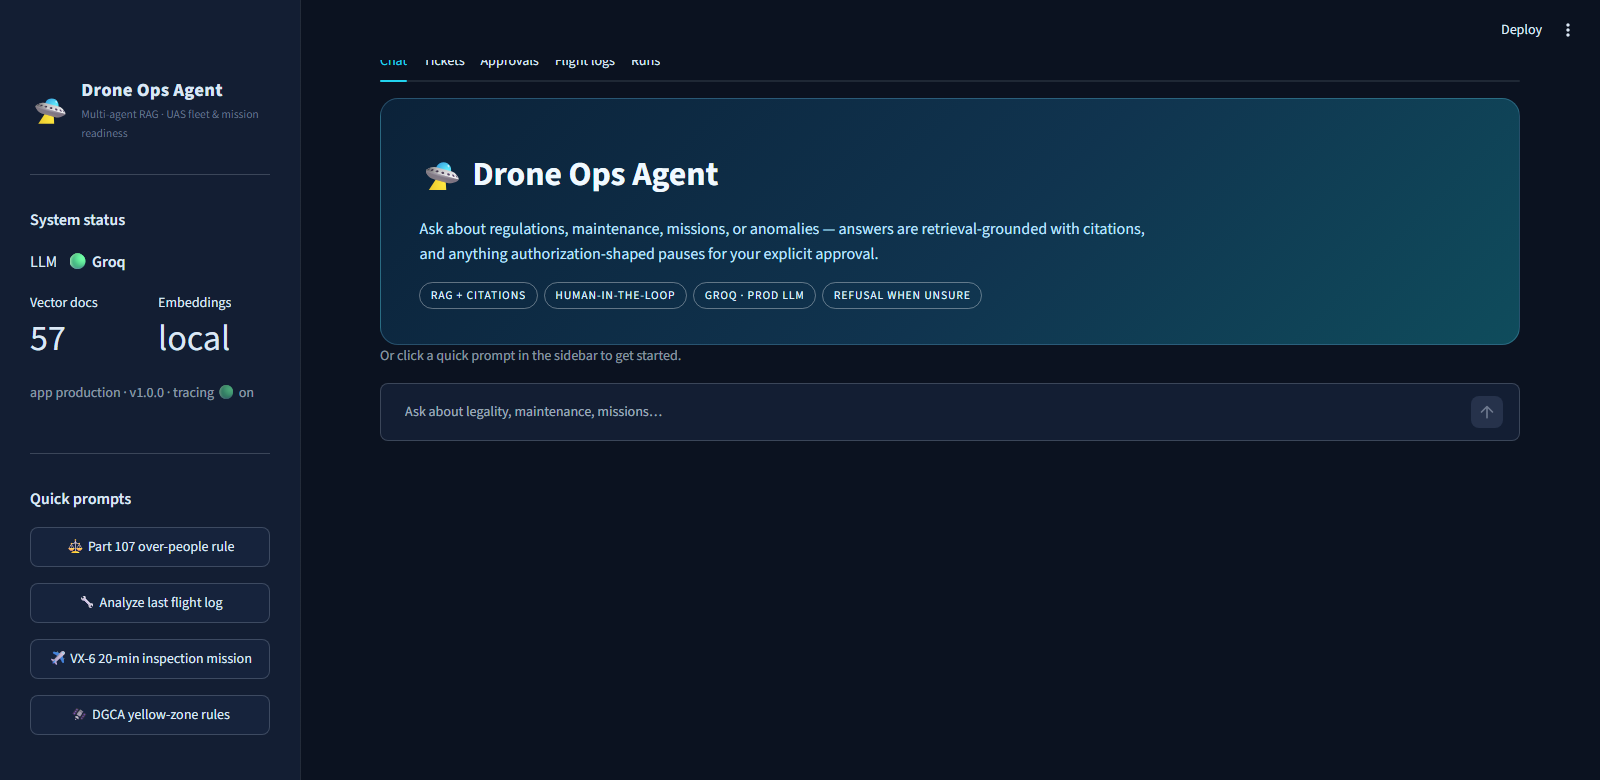 Deploy
Drone Ops Agent
Multi-agent RAG · UAS fleet & mission
readiness
System status
LLM Groq
Vector docs Embeddings
57 local
app production · v1.0.0 · tracing on
Quick prompts
Part 107 over-people rule
Analyze last flight log
VX-6 20-min inspection mission
DGCA yellow-zone rules
Chat Tickets Approvals Flight logs Runs
Drone Ops Agent
Ask about regulations, maintenance, missions, or anomalies — answers are retrieval-grounded with citations,
and anything authorization-shaped pauses for your explicit approval.
RAG + CITATIONS HUMAN-IN-THE-LOOP GROQ · PROD LLM REFUSAL WHEN UNSURE
Or click a quick prompt in the sidebar to get started.
Ask about legality, maintenance, missions…